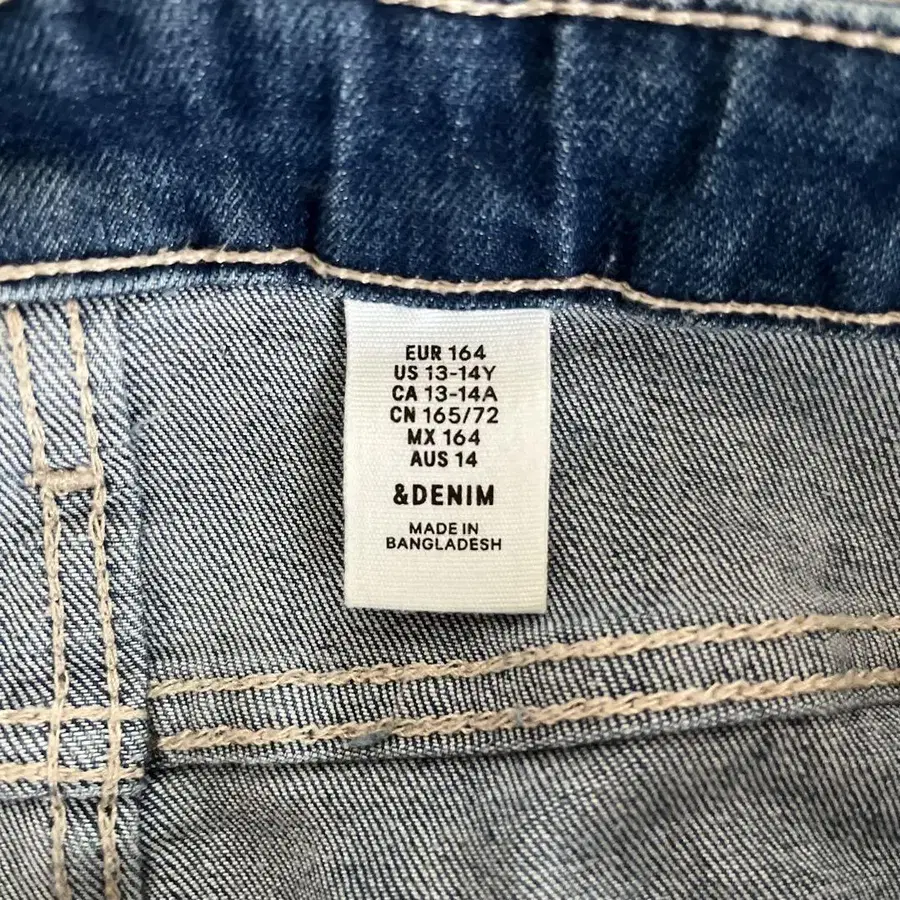 EUR 164
US 13-14Y
CA 13-14A
CN 165/72
MX 164
AUS 14
&DENIM
MADE IN
BANGLADESH